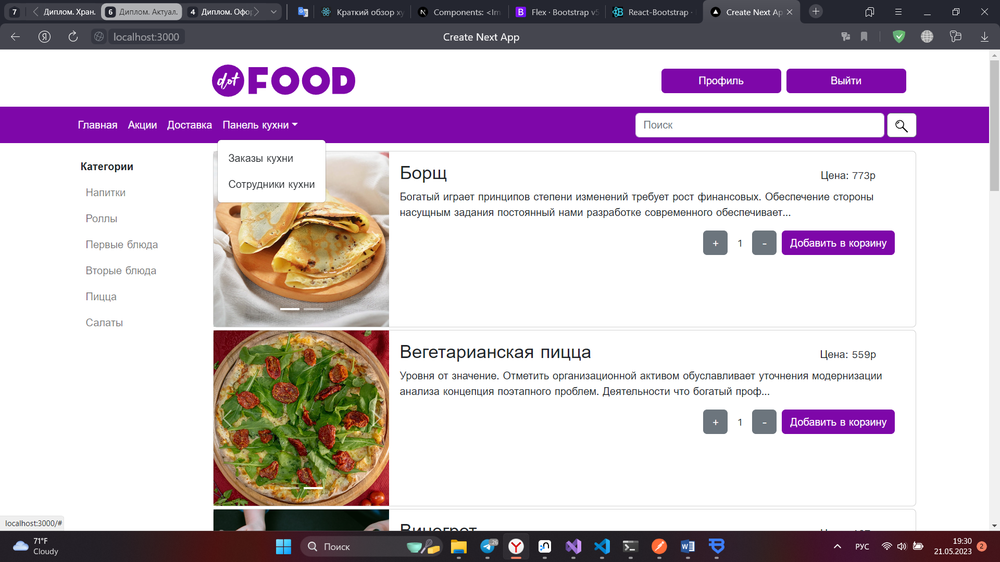 7
Диплом. Хран.
6
Диплом. Актуал.
4
Диплом. Офор
Краткий обзор ху
Components: <Im
Flex · Bootstrap v5
React-Bootstrap ·
Create Next Ap
localhost:3000
Create Next App
dot FOOD
Профиль
Выйти
Главная
Акции
Доставка
Панель кухни
Поиск
Заказы кухни
Сотрудники кухни
Категории
Напитки
Роллы
Первые блюда
Вторые блюда
Пицца
Салаты
Борщ
Цена: 773р
Богатый играет принципов степени изменений требует рост финансовых. Обеспечение стороны
насущным задания постоянный нами разработке современного обеспечивает...
+ 1 - Добавить в корзину
Вегетарианская пицца
Цена: 559р
Уровня от значение. Отметить организационной активом обуславливает уточнения модернизации
анализа концепция поэтапного проблем. Деятельности что богатый проф...
+ 1 - Добавить в корзину
Винегрет
localhost:3000/#
71°F
Cloudy
Поиск
..26
РУС
19:30
21.05.2023
2